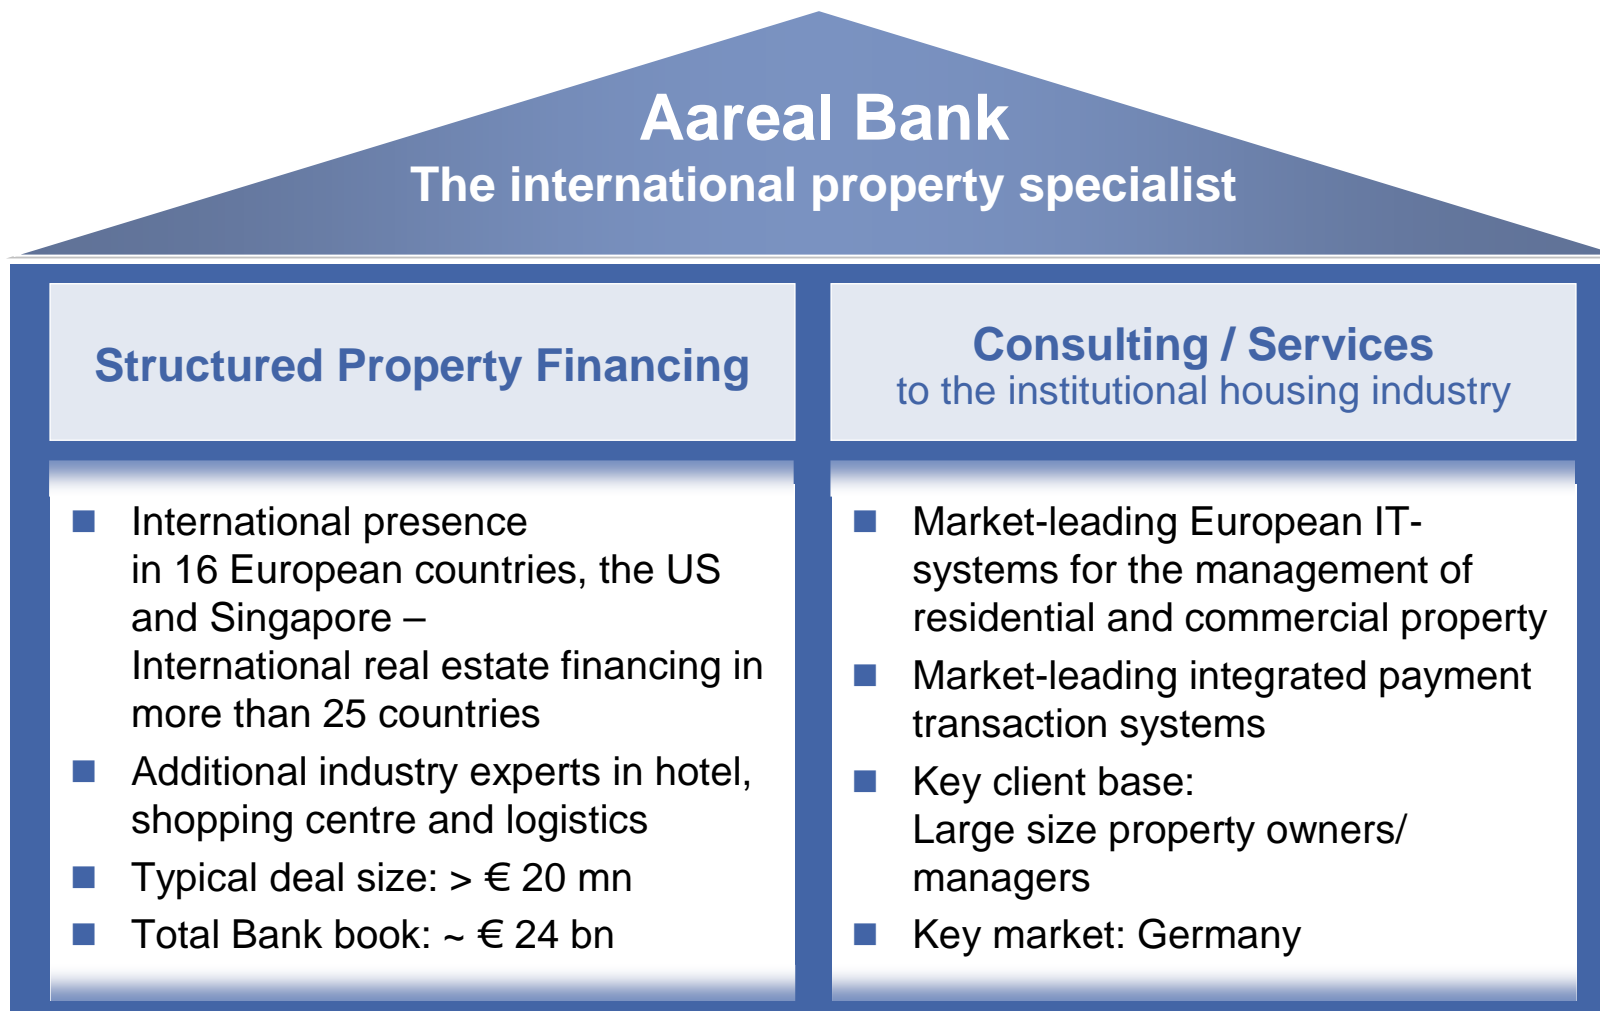 Aareal Bank
The international property specialist
Structured Property Financing
International presence
in 16 European countries, the US
and Singapore –
International real estate financing in
more than 25 countries
Additional industry experts in hotel,
shopping centre and logistics
Typical deal size: > € 20 mn
Total Bank book: ~ € 24 bn
Consulting / Services
to the institutional housing industry
Market-leading European IT-
systems for the management of
residential and commercial property
Market-leading integrated payment
transaction systems
Key client base:
Large size property owners/
managers
Key market: Germany